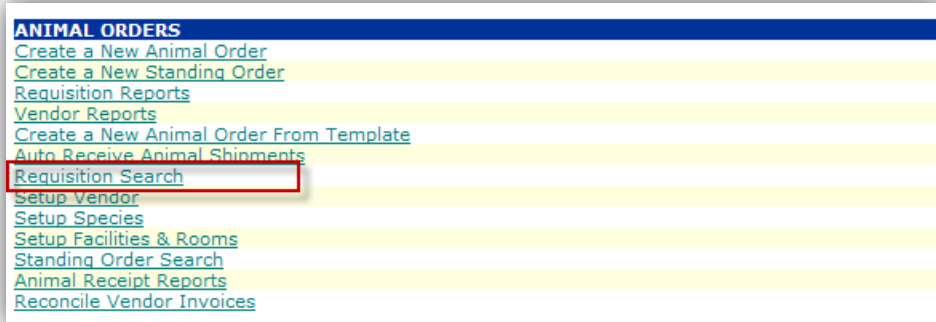 ANIMAL ORDERS
Create a New Animal Order
Create a New Standing Order
Requisition Reports
Vendor Reports
Create a New Animal Order From Template
Auto Receive Animal Shipments
Requisition Search
Setup Vendor
Setup Species
Setup Facilities & Rooms
Standing Order Search
Animal Receipt Reports
Reconcile Vendor Invoices